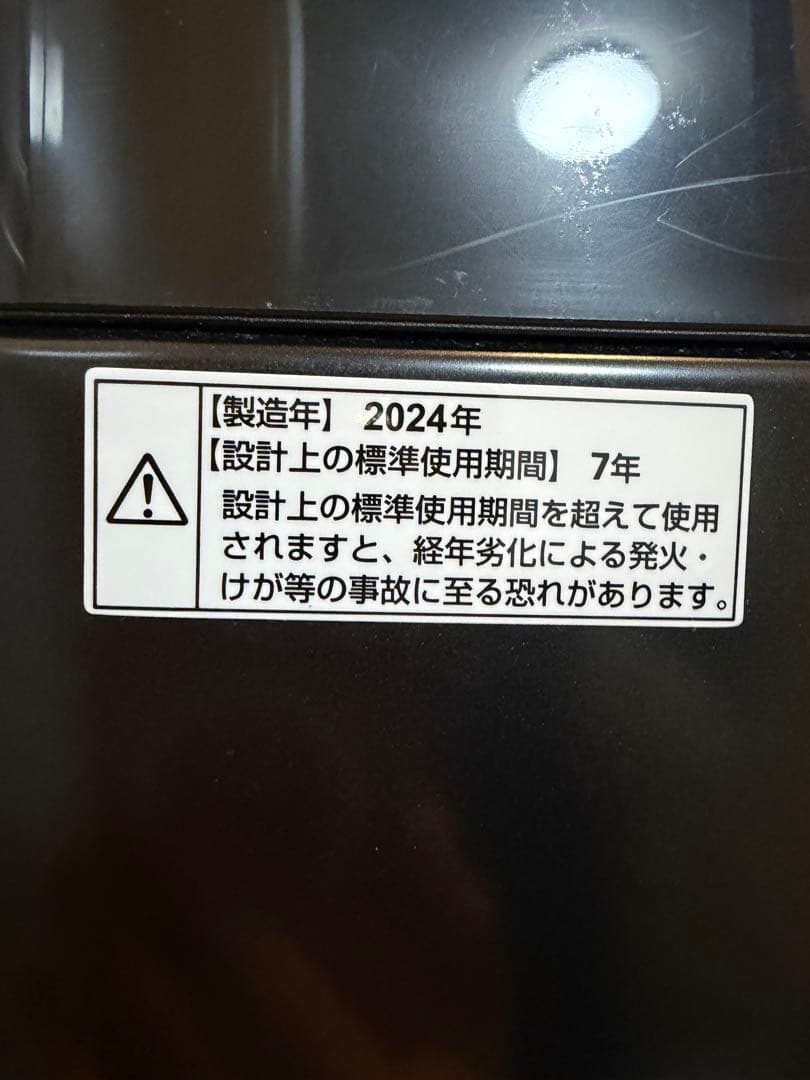 【製造年】 2024年
【設計上の標準使用期間】 7年
設計上の標準使用期間を超えて使用
されますと、経年劣化による発火・
けが等の事故に至る恐れがあります。